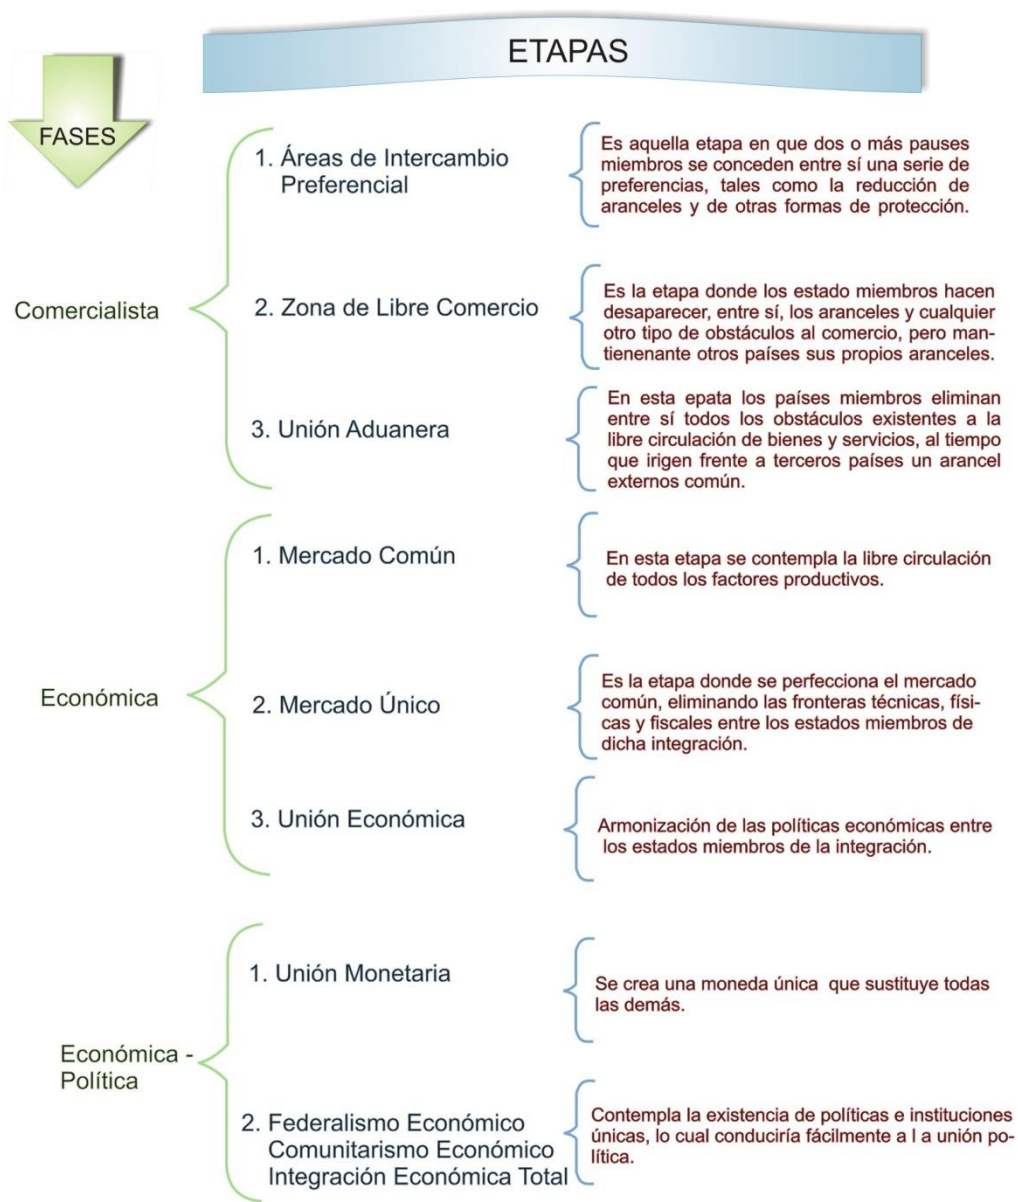 ETAPAS
FASES
Comercialista
1. Áreas de Intercambio
Preferencial
Es aquella etapa en que dos o más pauses
miembros se conceden entre sí una serie de
preferencias, tales como la reducción de
aranceles y de otras formas de protección.
2. Zona de Libre Comercio
Es la etapa donde los estado miembros hacen
desaparecer, entre sí, los aranceles y cualquier
otro tipo de obstáculos al comercio, pero man-
tienenante otros países sus propios aranceles.
3. Unión Aduanera
En esta epata los países miembros eliminan
entre sí todos los obstáculos existentes a la
libre circulación de bienes y servicios, al tiempo
que irigen frente a terceros países un arancel
externos común.
Económica
1. Mercado Común
En esta etapa se contempla la libre circulación
de todos los factores productivos.
2. Mercado Único
Es la etapa donde se perfecciona el mercado
común, eliminando las fronteras técnicas, físi-
cas y fiscales entre los estados miembros de
dicha integración.
3. Unión Económica
Armonización de las políticas económicas entre
los estados miembros de la integración.
Económica -
Política
1. Unión Monetaria
Se crea una moneda única que sustituye todas
las demás.
2. Federalismo Económico
Comunitarismo Económico
Integración Económica Total
Contempla la existencia de políticas e instituciones
únicas, lo cual conduciría fácilmente a l a unión po-
lítica.